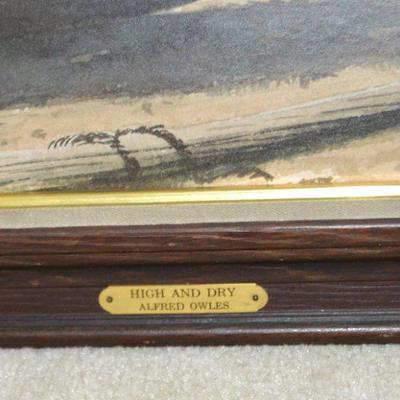 HIGH AND DRY
ALFRED OWLES